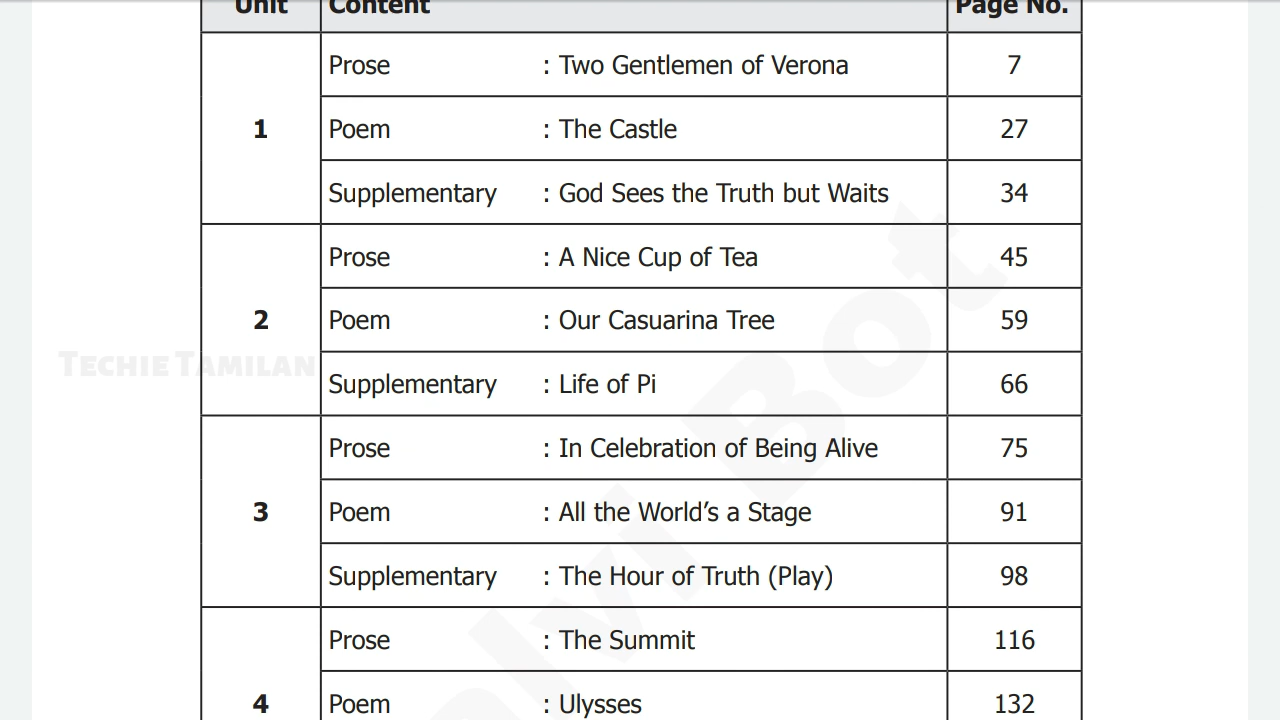 Unit Content Page No.
Prose : Two Gentlemen of Verona 7
1 Poem : The Castle 27
Supplementary : God Sees the Truth but Waits 34
Prose : A Nice Cup of Tea 45
2 Poem : Our Casuarina Tree 59
TECHIE TAMILAN
Supplementary : Life of Pi 66
Prose : In Celebration of Being Alive 75
3 Poem : All the World’s a Stage 91
Supplementary : The Hour of Truth (Play) 98
Prose : The Summit 116
4 Poem : Ulysses 132
Bot